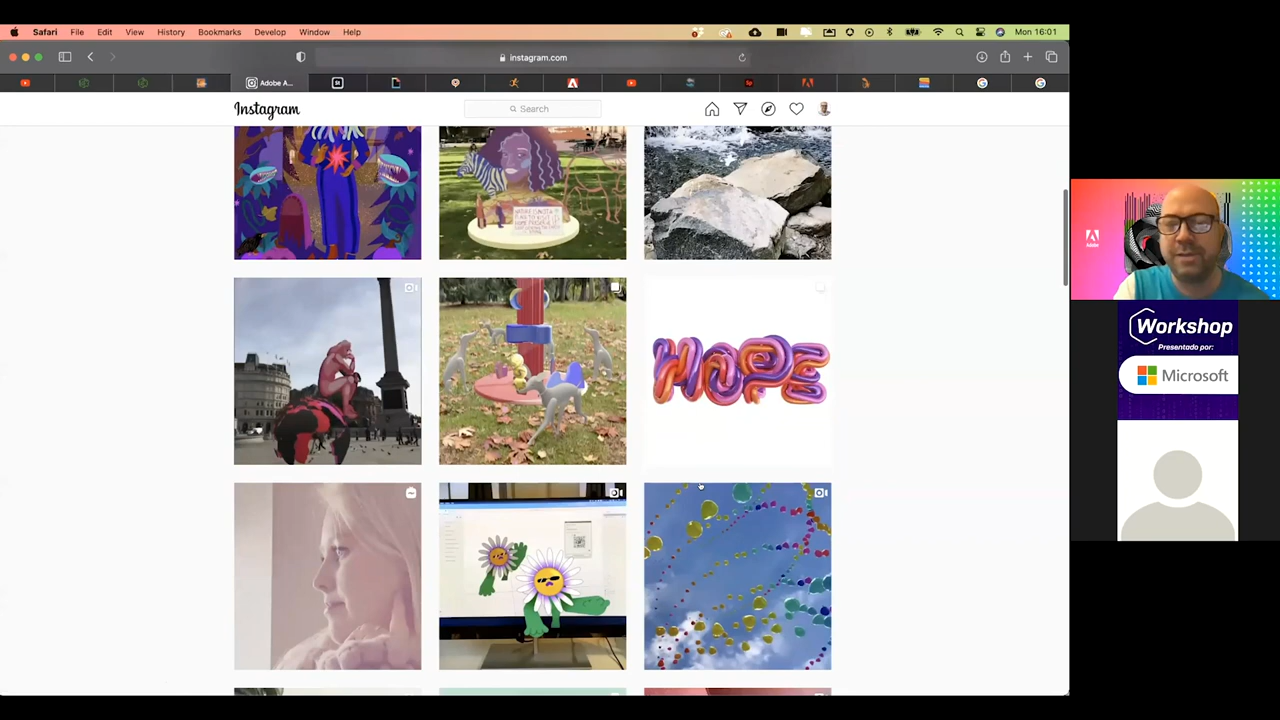 Safari File Edit View History Bookmarks Develop Window Help
Mon 16:01
instagram.com
Adobe A...
Instagram
Search
HOPE
Adobe
Workshop
Presentado por:
Microsoft